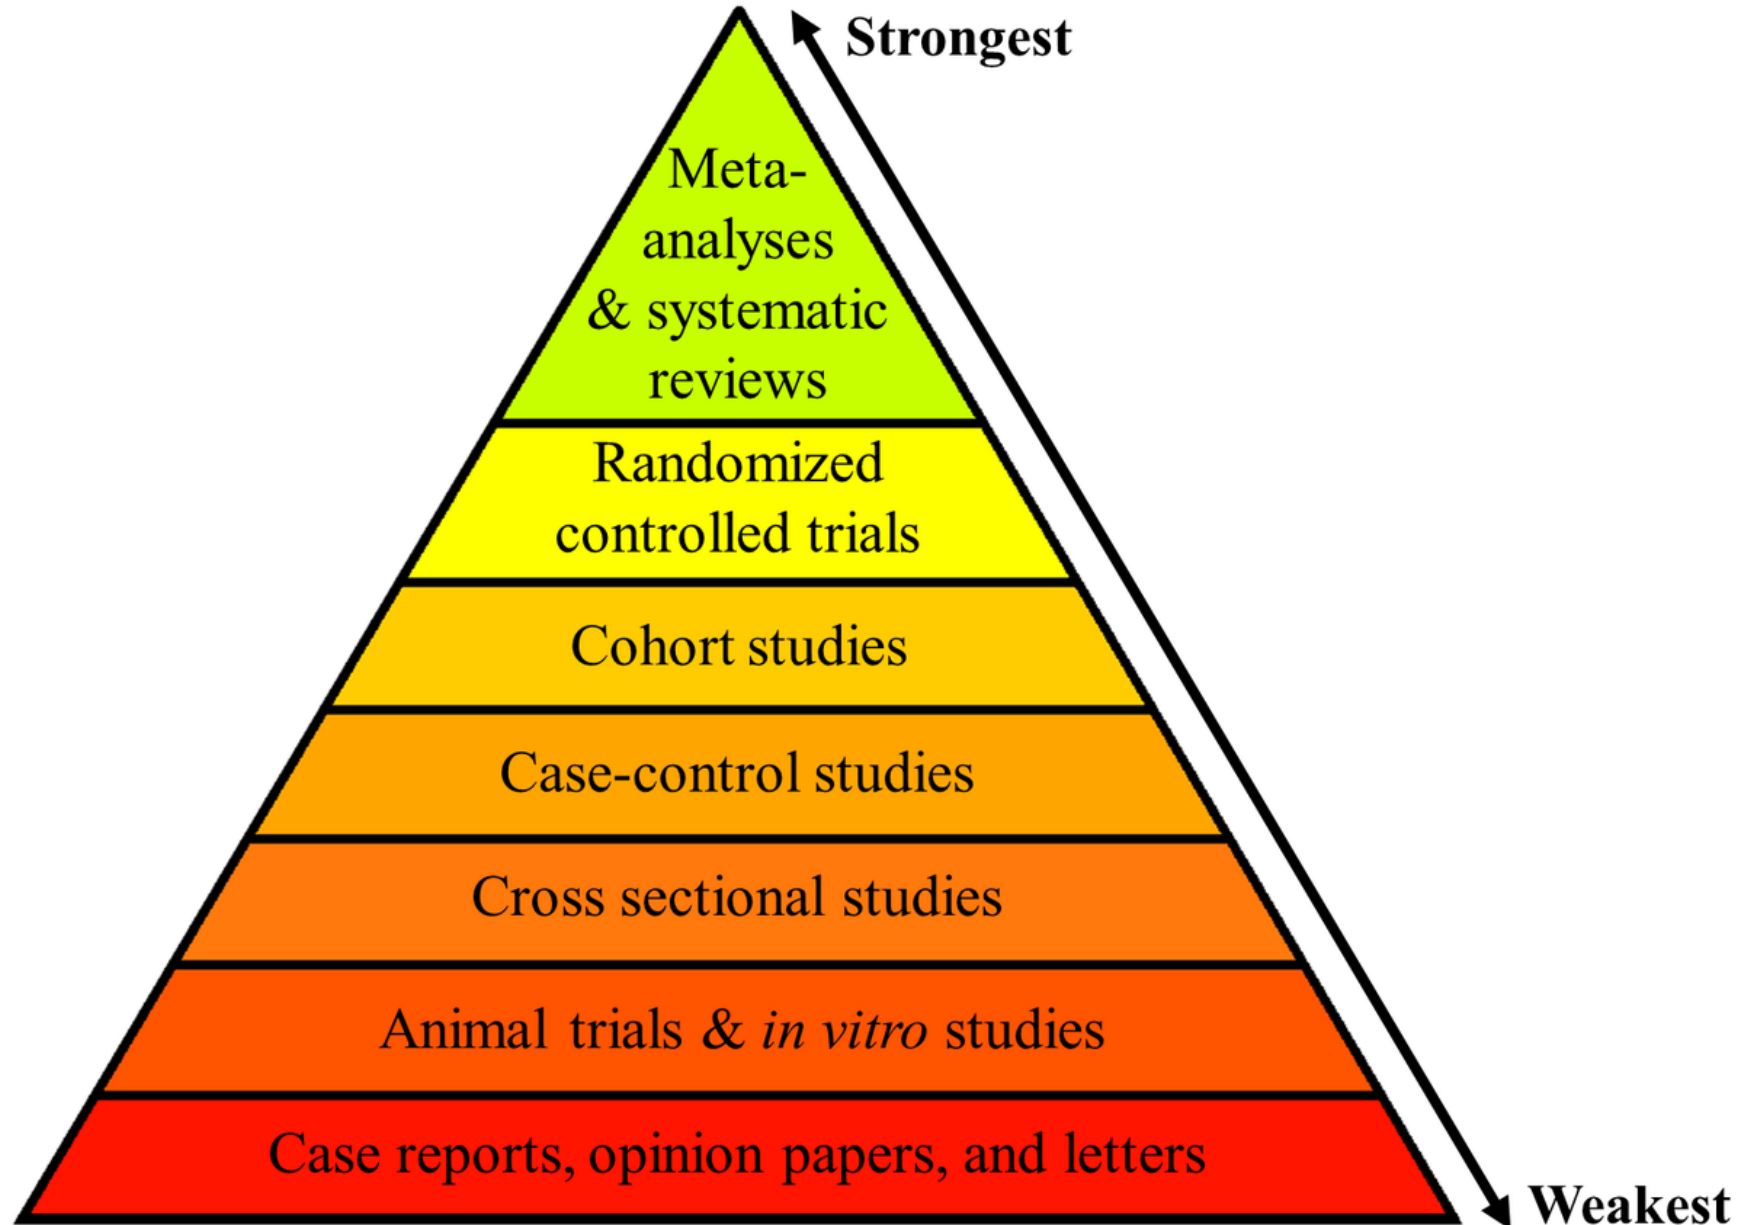 Strongest
Meta-
analyses
& systematic
reviews
Randomized
controlled trials
Cohort studies
Case-control studies
Cross sectional studies
Animal trials & in vitro studies
Case reports, opinion papers, and letters
Weakest